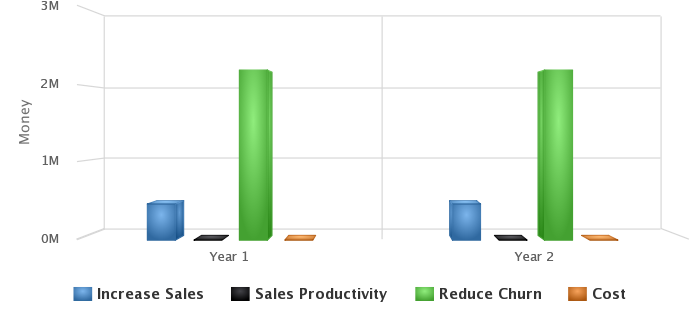 3M
2M
1M
0M
Money
Year 1
Year 2
Increase Sales
Sales Productivity
Reduce Churn
Cost